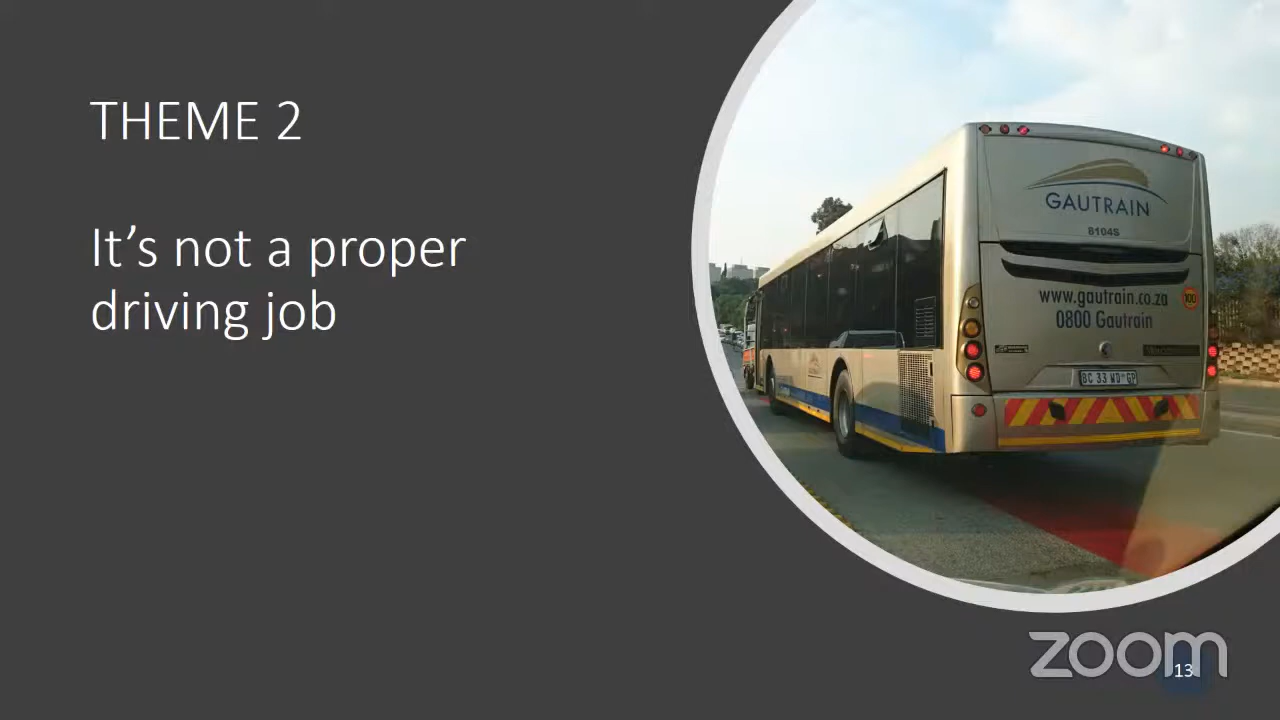 THEME 2
It's not a proper
driving job
GAUTRAIN
8104S
www.gautrain.co.za
100
0800 Gautrain
BC 33 WD GP
zoom
13